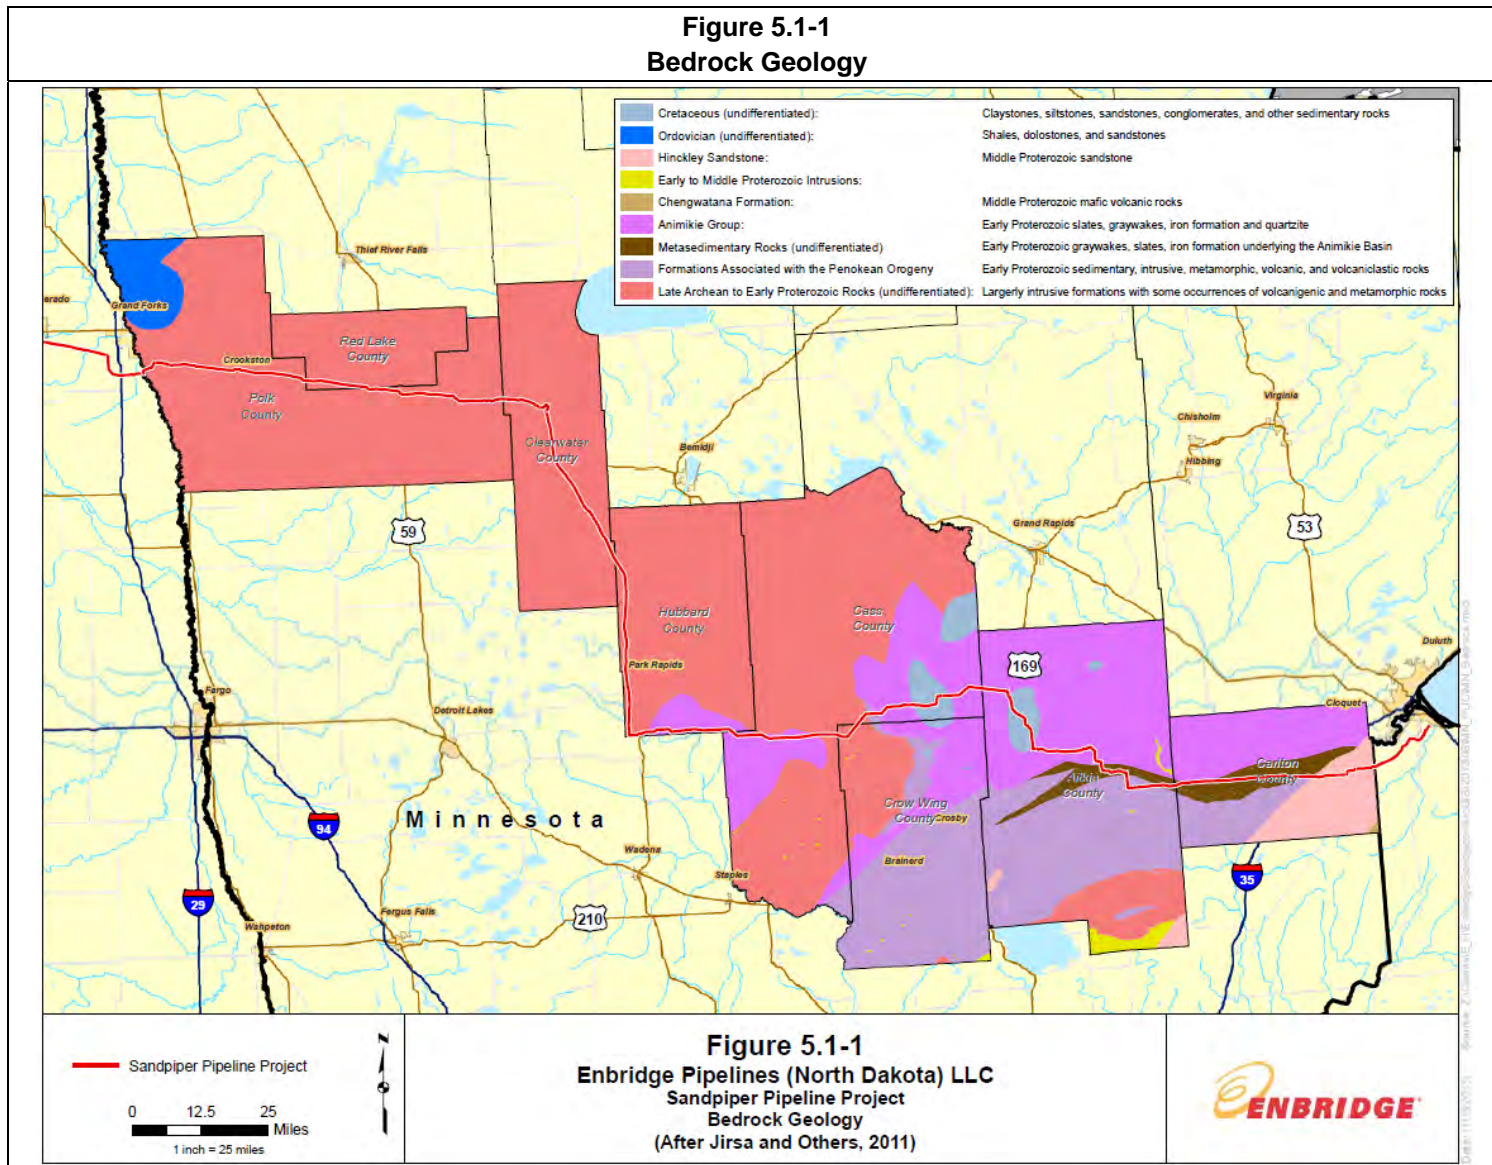 Figure 5.1-1
Bedrock Geology
Cretaceous (undifferentiated): Claystones, siltstones, sandstones, conglomerates, and other sedimentary rocks
Ordovician (undifferentiated): Shales, dolostones, and sandstones
Hinckley Sandstone: Middle Proterozoic sandstone
Early to Middle Proterozoic Intrusions:
Chengwatana Formation: Middle Proterozoic mafic volcanic rocks
Animikie Group: Early Proterozoic slates, graywakes, iron formation and quartzite
Metasedimentary Rocks (undifferentiated) Early Proterozoic graywakes, slates, iron formation underlying the Animikie Basin
Formations Associated with the Penokean Orogeny Early Proterozoic sedimentary, intrusive, metamorphic, volcanic, and volcaniclastic rocks
Late Archean to Early Proterozoic Rocks (undifferentiated): Largerly intrusive formations with some occurrences of volcanigenic and metamorphic rocks
Thief River Falls
erado
Grand Forks
Red Lake
County
Crookston
Polk
County
Clearwater
County
Bemidji
Virginia
Chisholm
Hibbing
Grand Rapids
59
53
Hubbard
County
Cass
County
Park Rapids
169
Duluth
Fargo
Detroit Lakes
Cloquet
Carlton
County
Aitkin
County
Crow Wing
County
Crosby
Minnesota
94
Brainerd
Wadena
Staples
35
29
Fergus Falls
210
Wahpeton
Sandpiper Pipeline Project
0 12.5 25
Miles
1 inch = 25 miles
N
Figure 5.1-1
Enbridge Pipelines (North Dakota) LLC
Sandpiper Pipeline Project
Bedrock Geology
(After Jirsa and Others, 2011)
ENBRIDGE